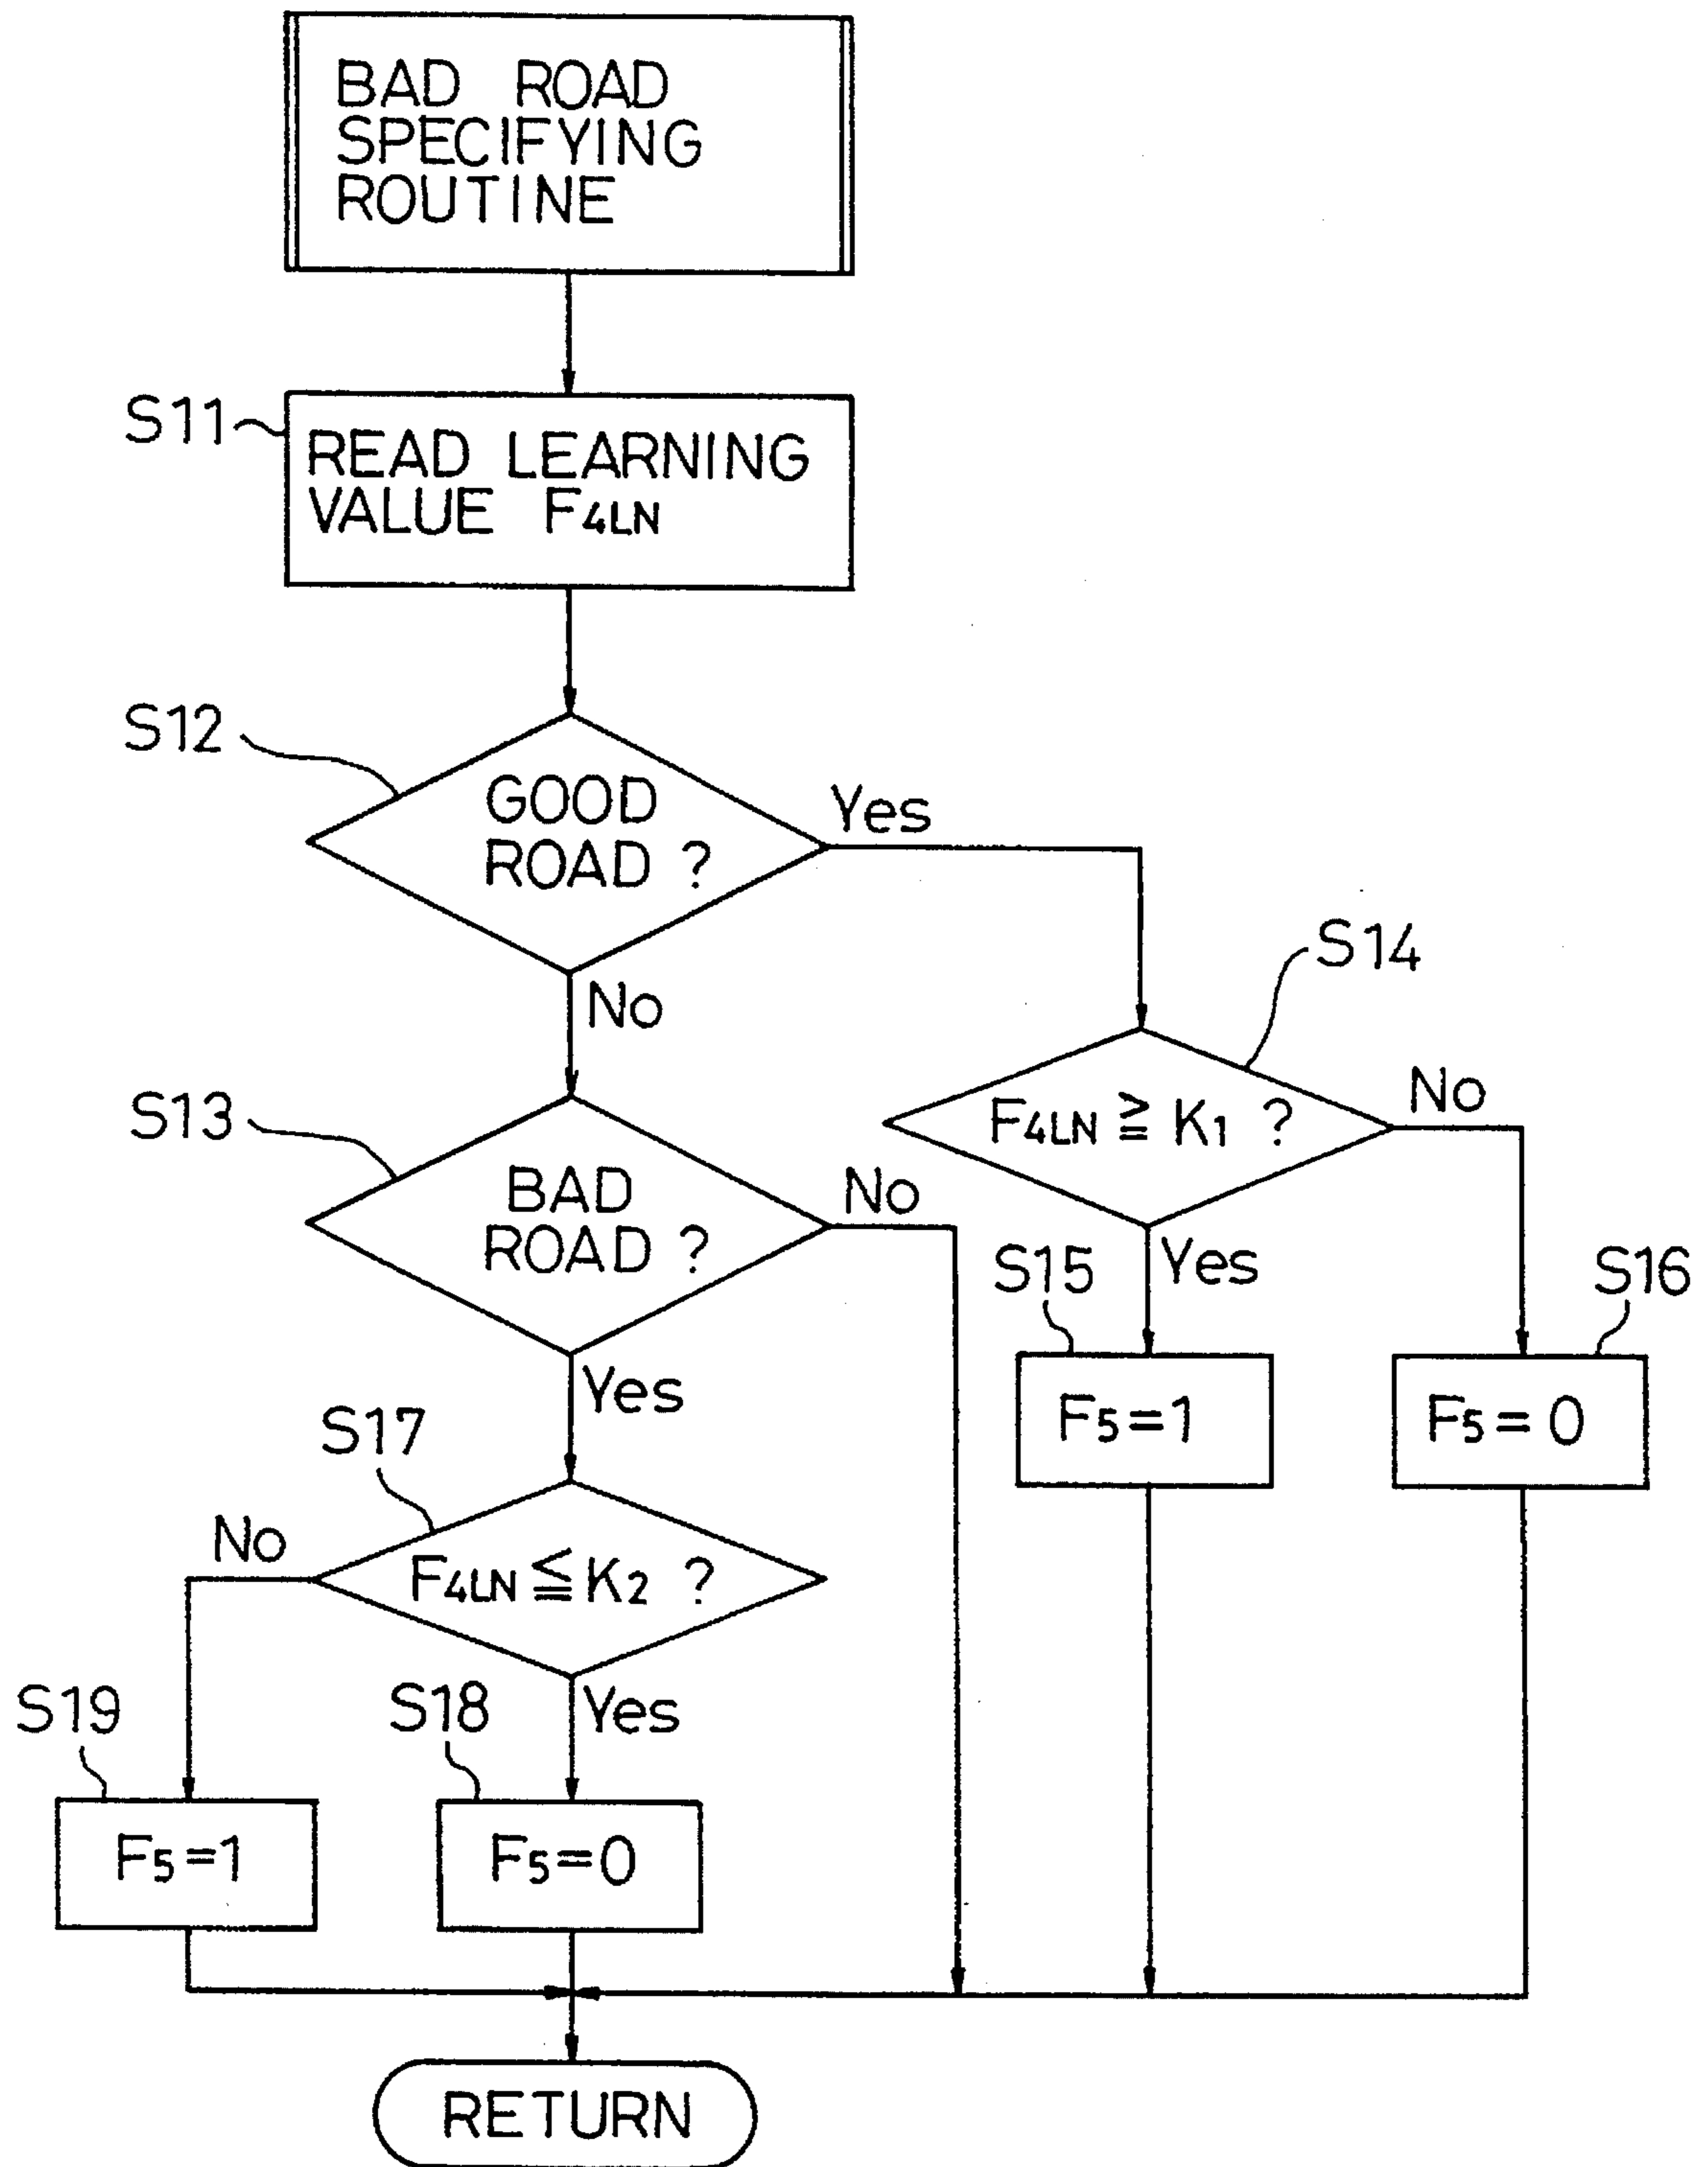 BAD ROAD
SPECIFYING
ROUTINE
S11
READ LEARNING
VALUE F4LN
S12
GOOD
ROAD ?
Yes
No
S14
F4LN ≧ K1 ?
No
S13
BAD
ROAD ?
No
Yes
S15
Yes
S16
F5=1
F5=0
S17
No
F4LN ≦ K2 ?
S19
S18
Yes
F5=1
F5=0
RETURN